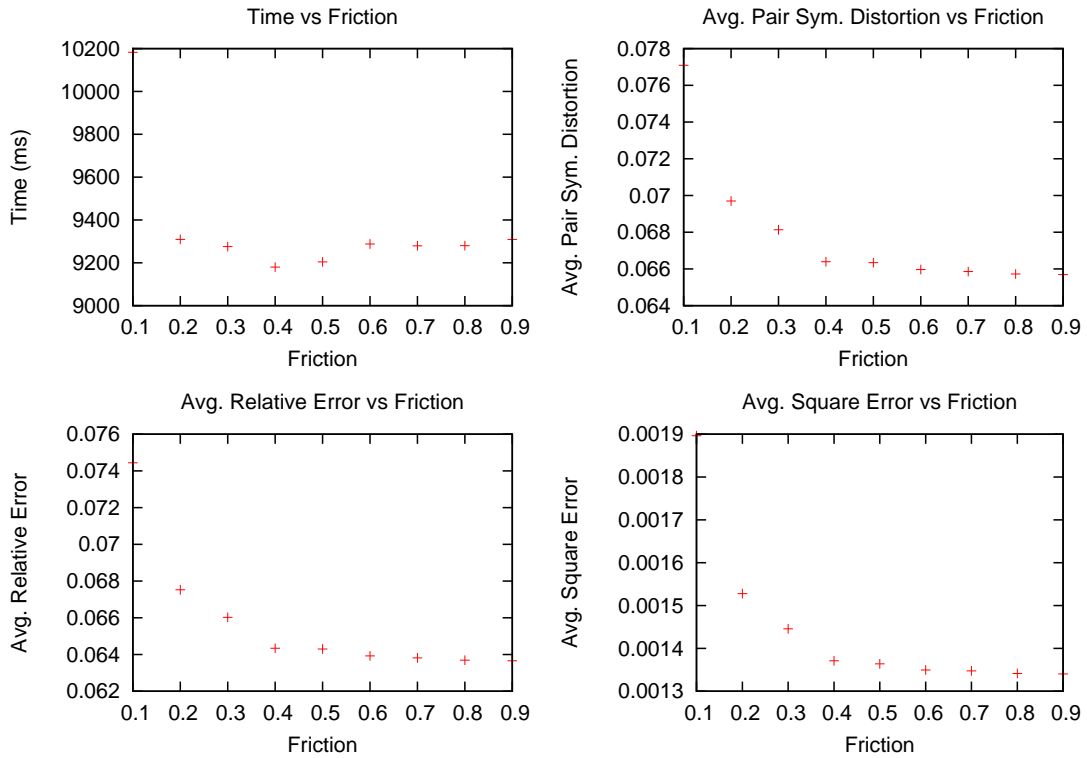 Time vs Friction
Time (ms)
10200
10000
9800
9600
9400
9200
9000
0.1 0.2 0.3 0.4 0.5 0.6 0.7 0.8 0.9
Friction
Avg. Pair Sym. Distortion vs Friction
Avg. Pair Sym. Distortion
0.078
0.076
0.074
0.072
0.07
0.068
0.066
0.064
0.1 0.2 0.3 0.4 0.5 0.6 0.7 0.8 0.9
Friction
Avg. Relative Error vs Friction
Avg. Relative Error
0.076
0.074
0.072
0.07
0.068
0.066
0.064
0.062
0.1 0.2 0.3 0.4 0.5 0.6 0.7 0.8 0.9
Friction
Avg. Square Error vs Friction
Avg. Square Error
0.0019
0.0018
0.0017
0.0016
0.0015
0.0014
0.0013
0.1 0.2 0.3 0.4 0.5 0.6 0.7 0.8 0.9
Friction